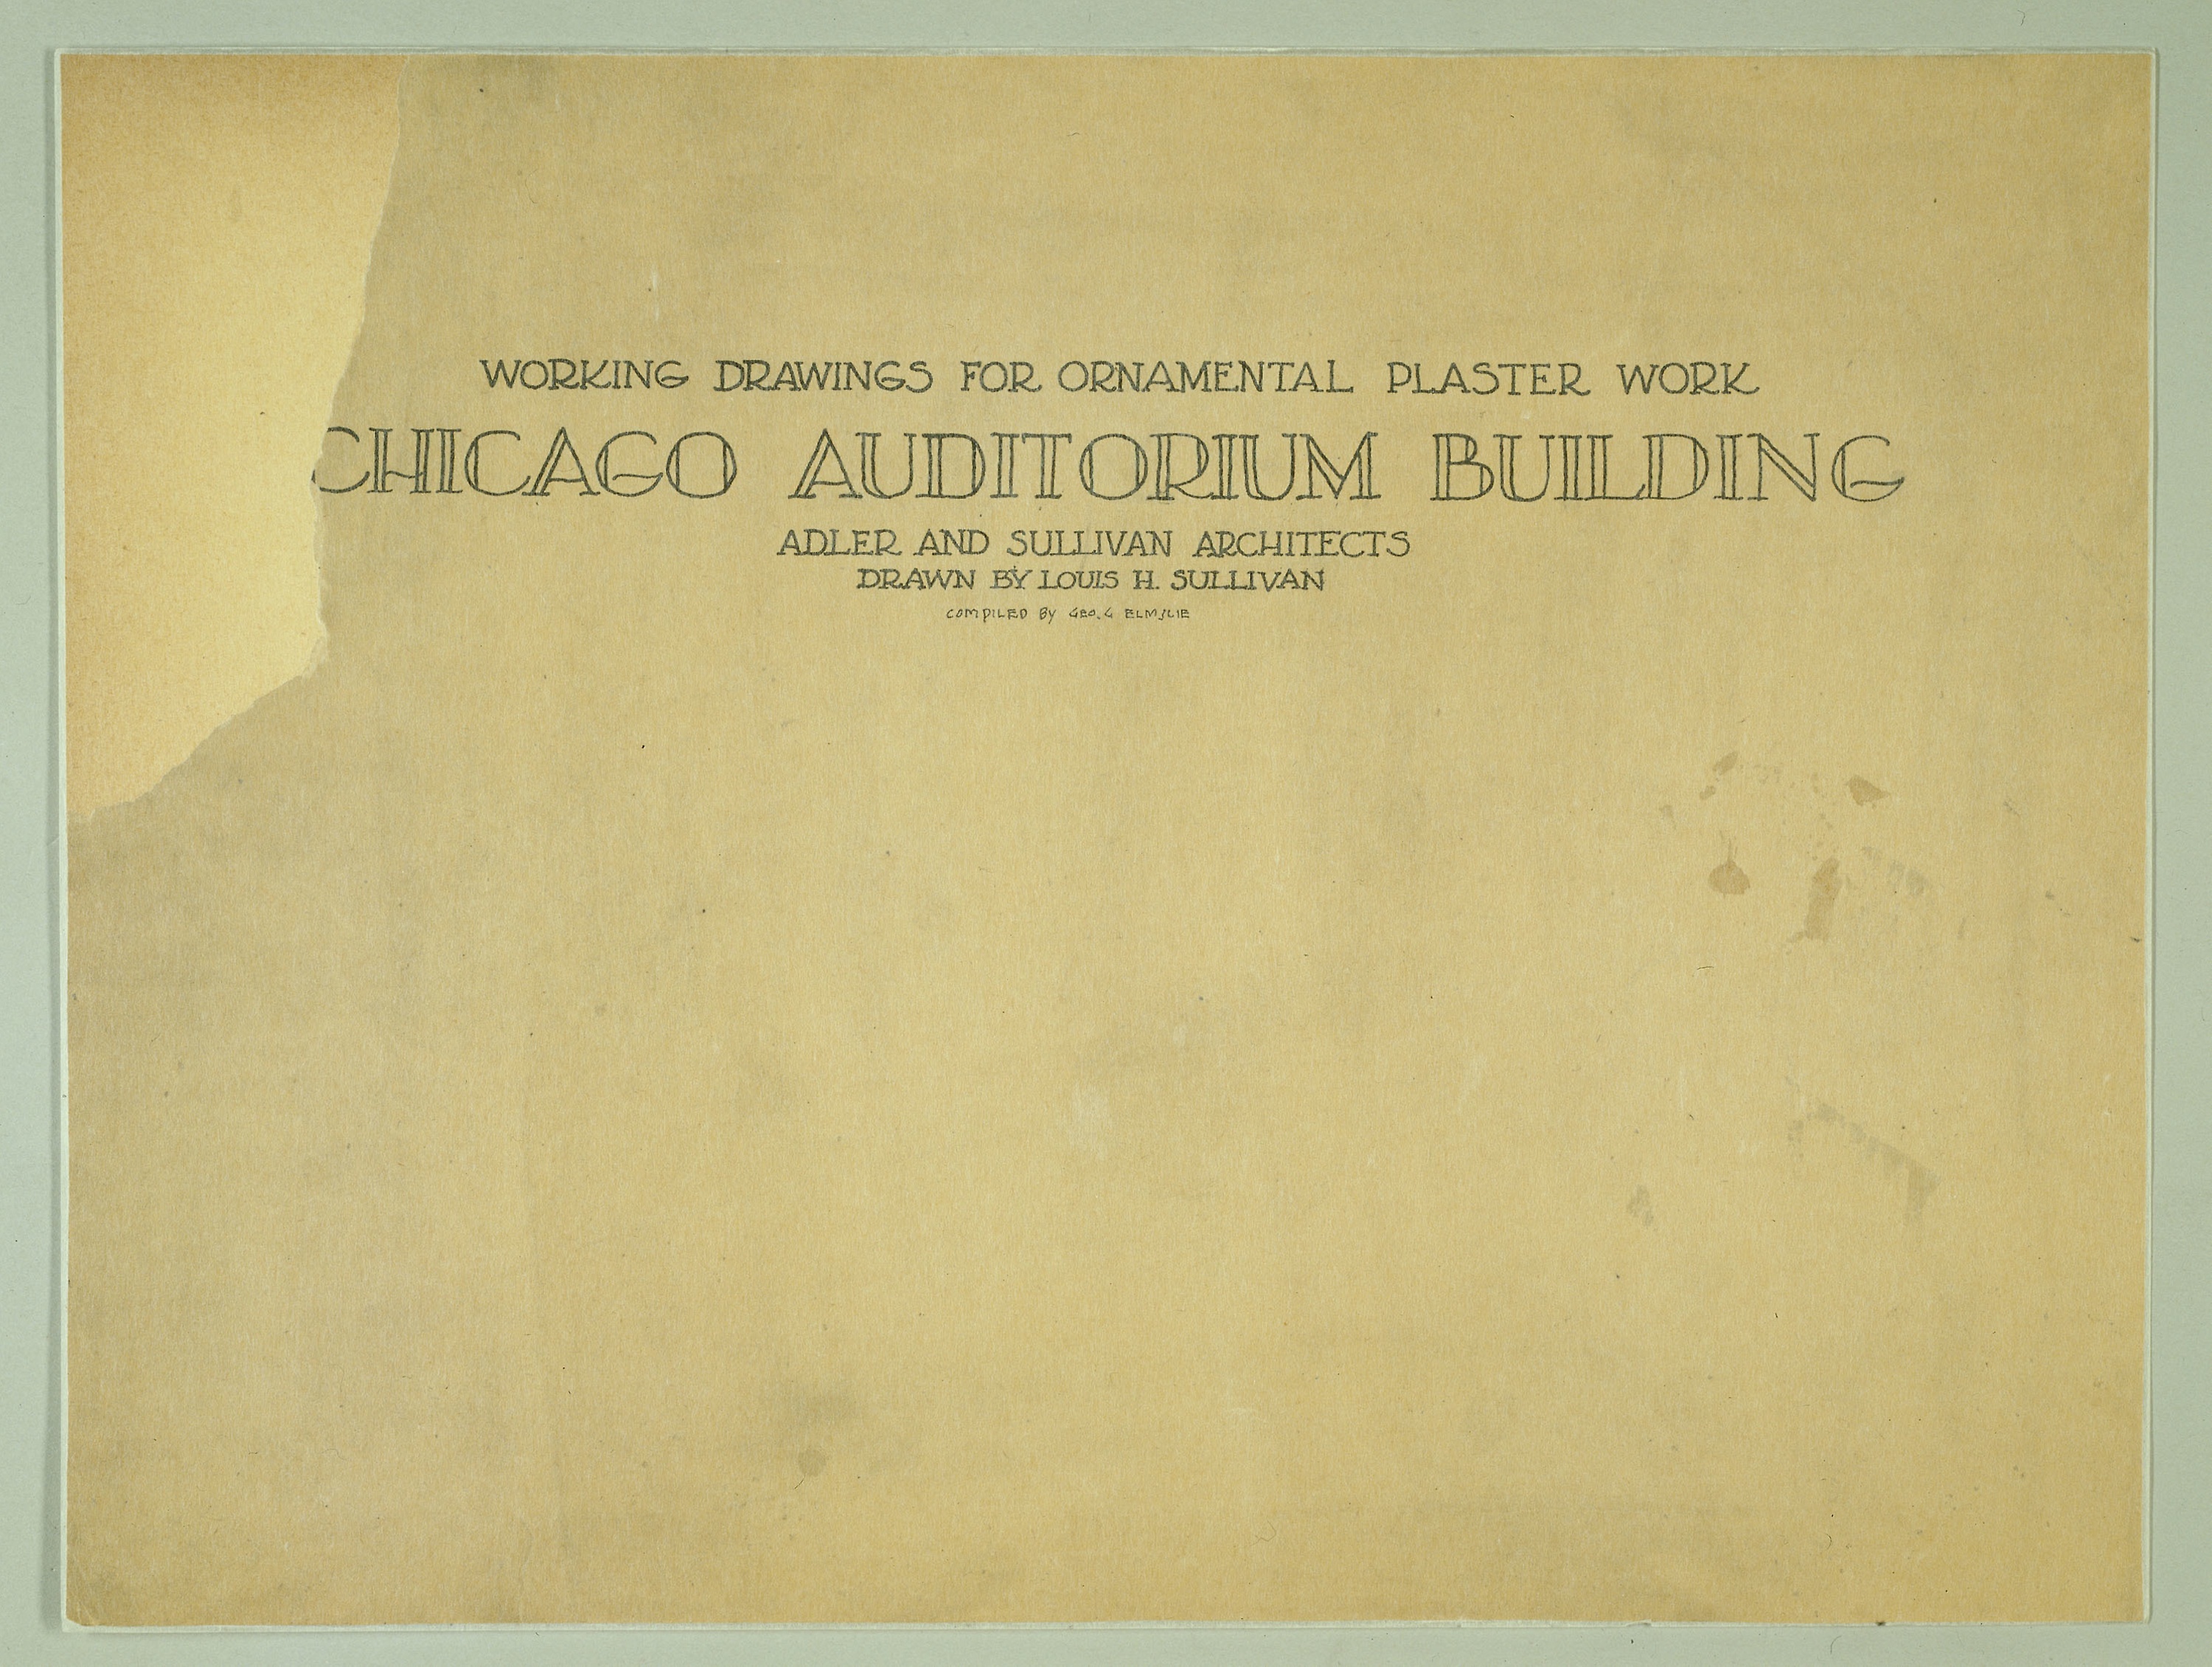 WORKING DRAWINGS FOR ORNAMENTAL PLASTER WORK
CHICAGO AUDITORIUM BUILDING
ADLER AND SULLIVAN ARCHITECTS
DRAWN BY LOUIS H. SULLIVAN
COMPILED BY GEO. G ELMSLIE